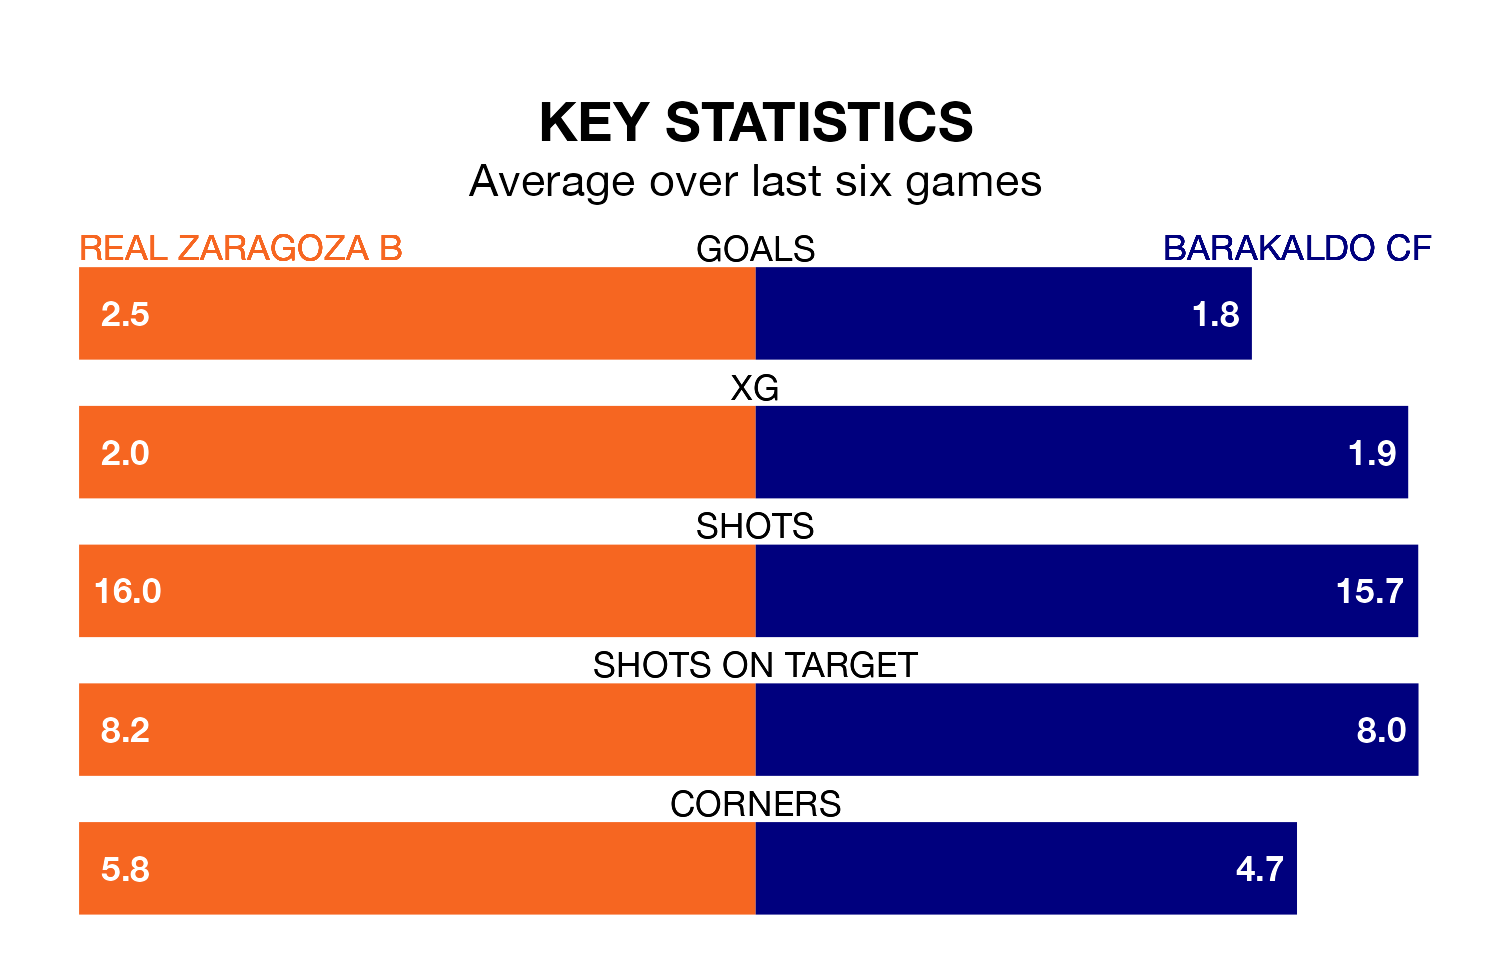 KEY STATISTICS
Average over last six games
REAL ZARAGOZA B GOALS BARAKALDO CF
2.5 1.8
XG
2.0 1.9
SHOTS
16.0 15.7
SHOTS ON TARGET
8.2 8.0
CORNERS
5.8 4.7